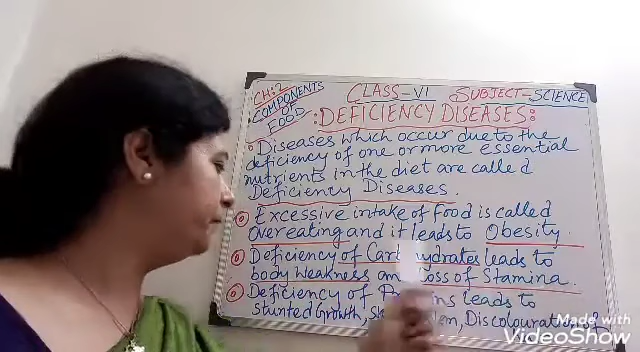 CH:2
COMPONENTS
OF
FOOD
CLASS-VI SUBJECT-SCIENCE
:DEFICIENCY DISEASES:
Diseases which occur due to the
deficiency of one or more essential
nutrients in the diet are called
Deficiency Diseases.
Excessive intake of food is called
overeating and it leads to Obesity.
Deficiency of Carbohydrates leads to
body weakness and Loss of Stamina.
Deficiency of leads to
stunted Growth, Discolouration of
Made with
VideoShow